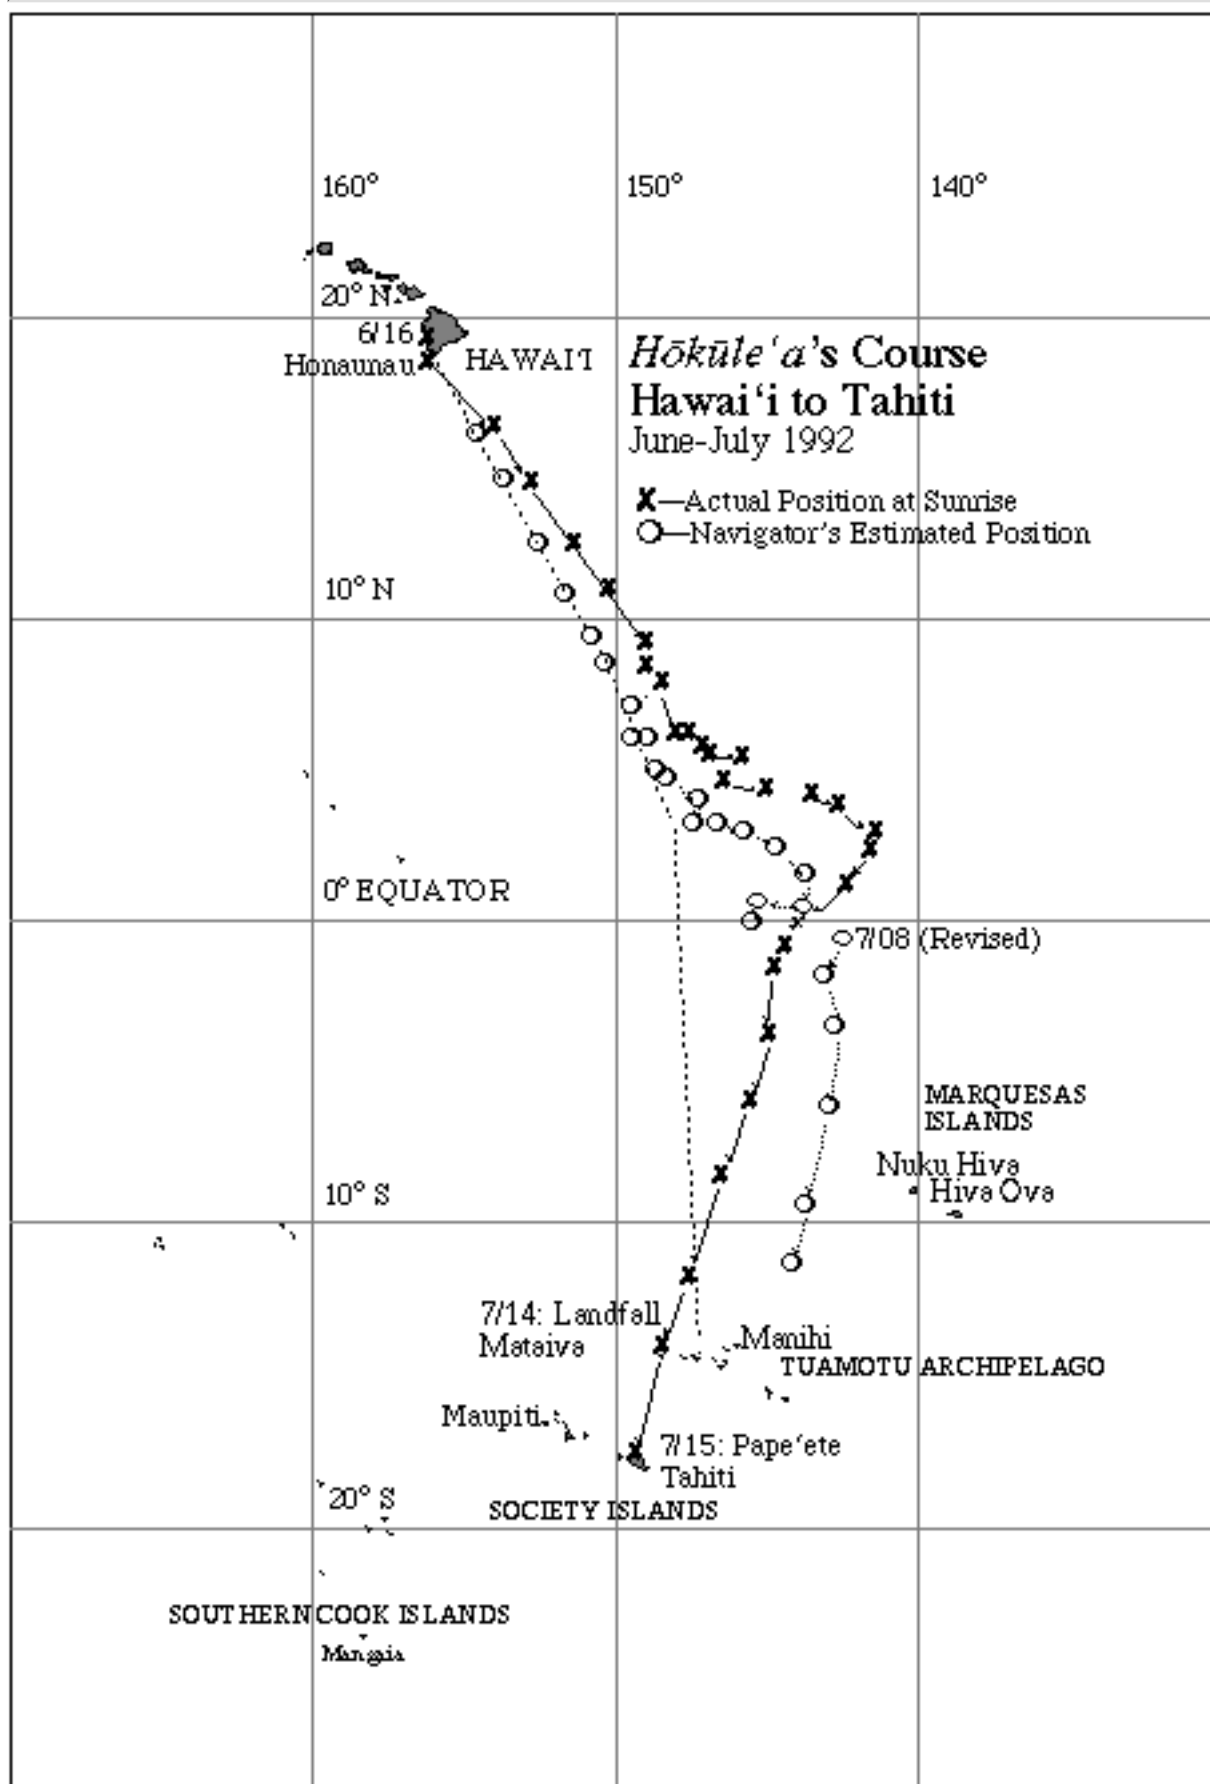 160°
150°
140°
20° N
6/16
Honaunau
HAWAI'I
Hōkūle'a's Course
Hawai'i to Tahiti
June-July 1992
X—Actual Position at Sunrise
O—Navigator's Estimated Position
10° N
0° EQUATOR
7/08 (Revised)
MARQUESAS
ISLANDS
Nuku Hiva
Hiva Ova
10° S
7/14: Landfall
Mataiva
Manihi
TUAMOTU ARCHIPELAGO
Maupiti
7/15: Pape'ete
Tahiti
20° S
SOCIETY ISLANDS
SOUTHERN COOK ISLANDS
Mangaia